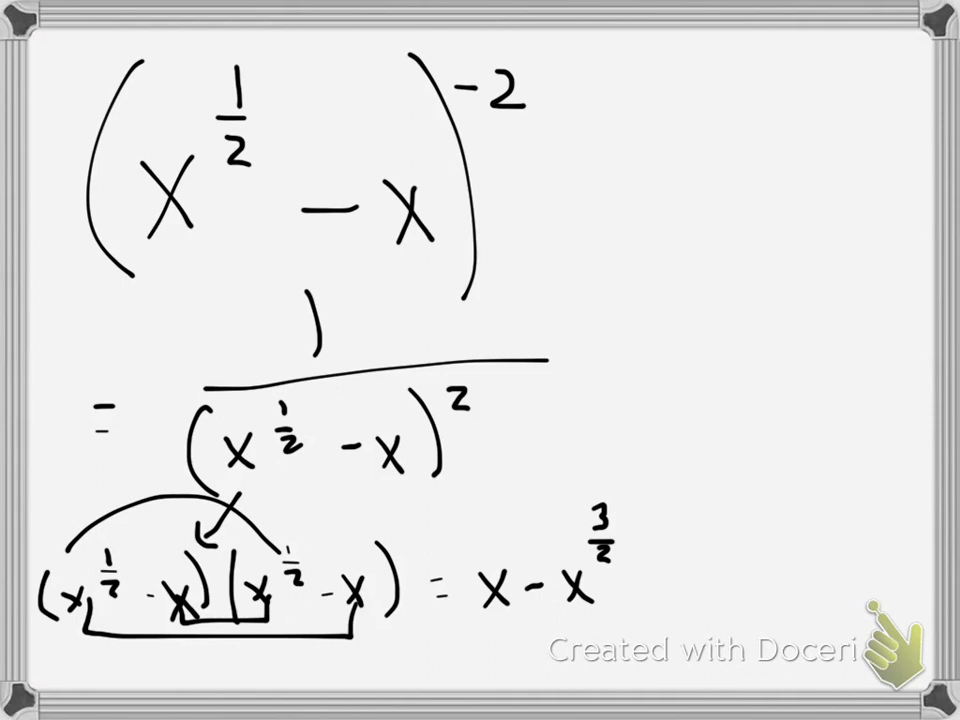 (x^{1/2} - x)^{-2}
= 1/(x^{1/2} - x)^2
(x^{1/2} - x)(x^{1/2} - x) = x - x^{3/2}
Created with Doceri